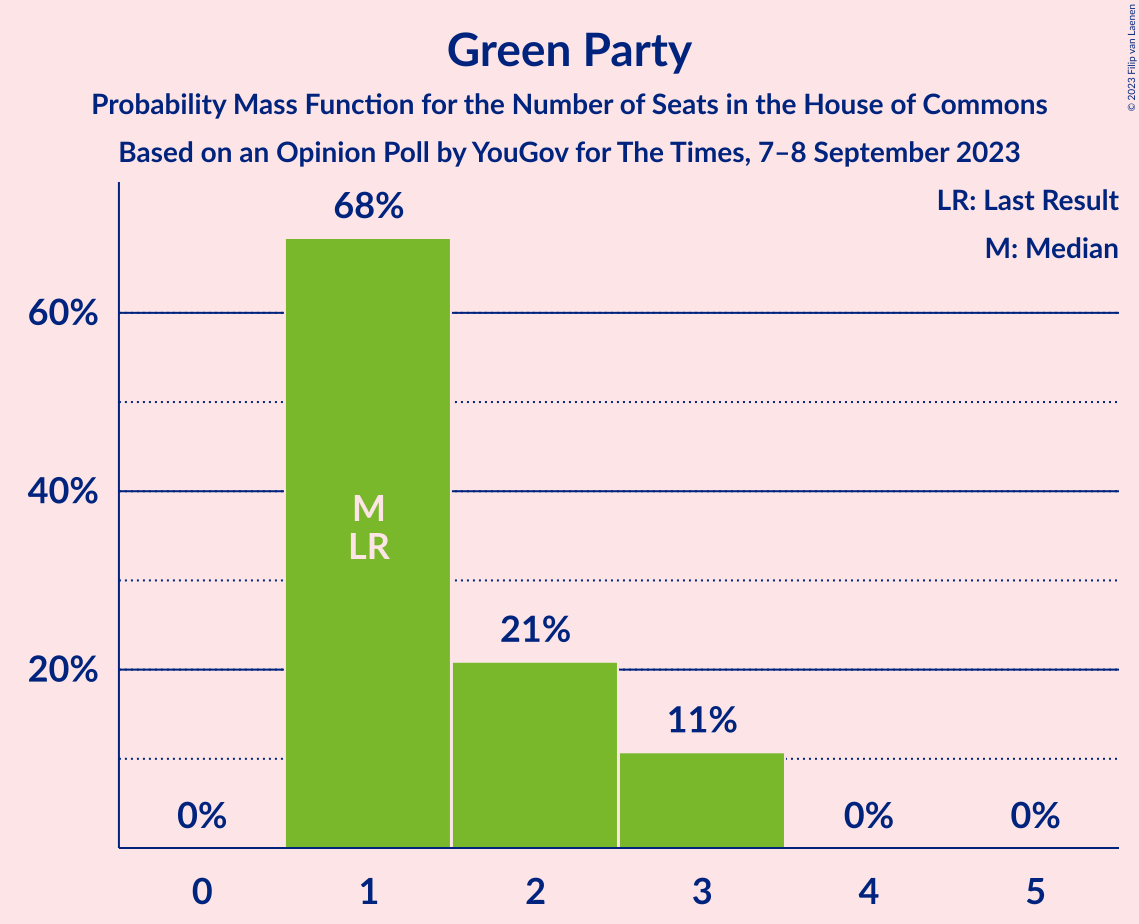 Green Party
Probability Mass Function for the Number of Seats in the House of Commons
Based on an Opinion Poll by YouGov for The Times, 7–8 September 2023
© 2023 Filip van Laenen
LR: Last Result
M: Median
68%
60%
40%
M
LR
21%
20%
11%
0%
0%
0%
0
1
2
3
4
5